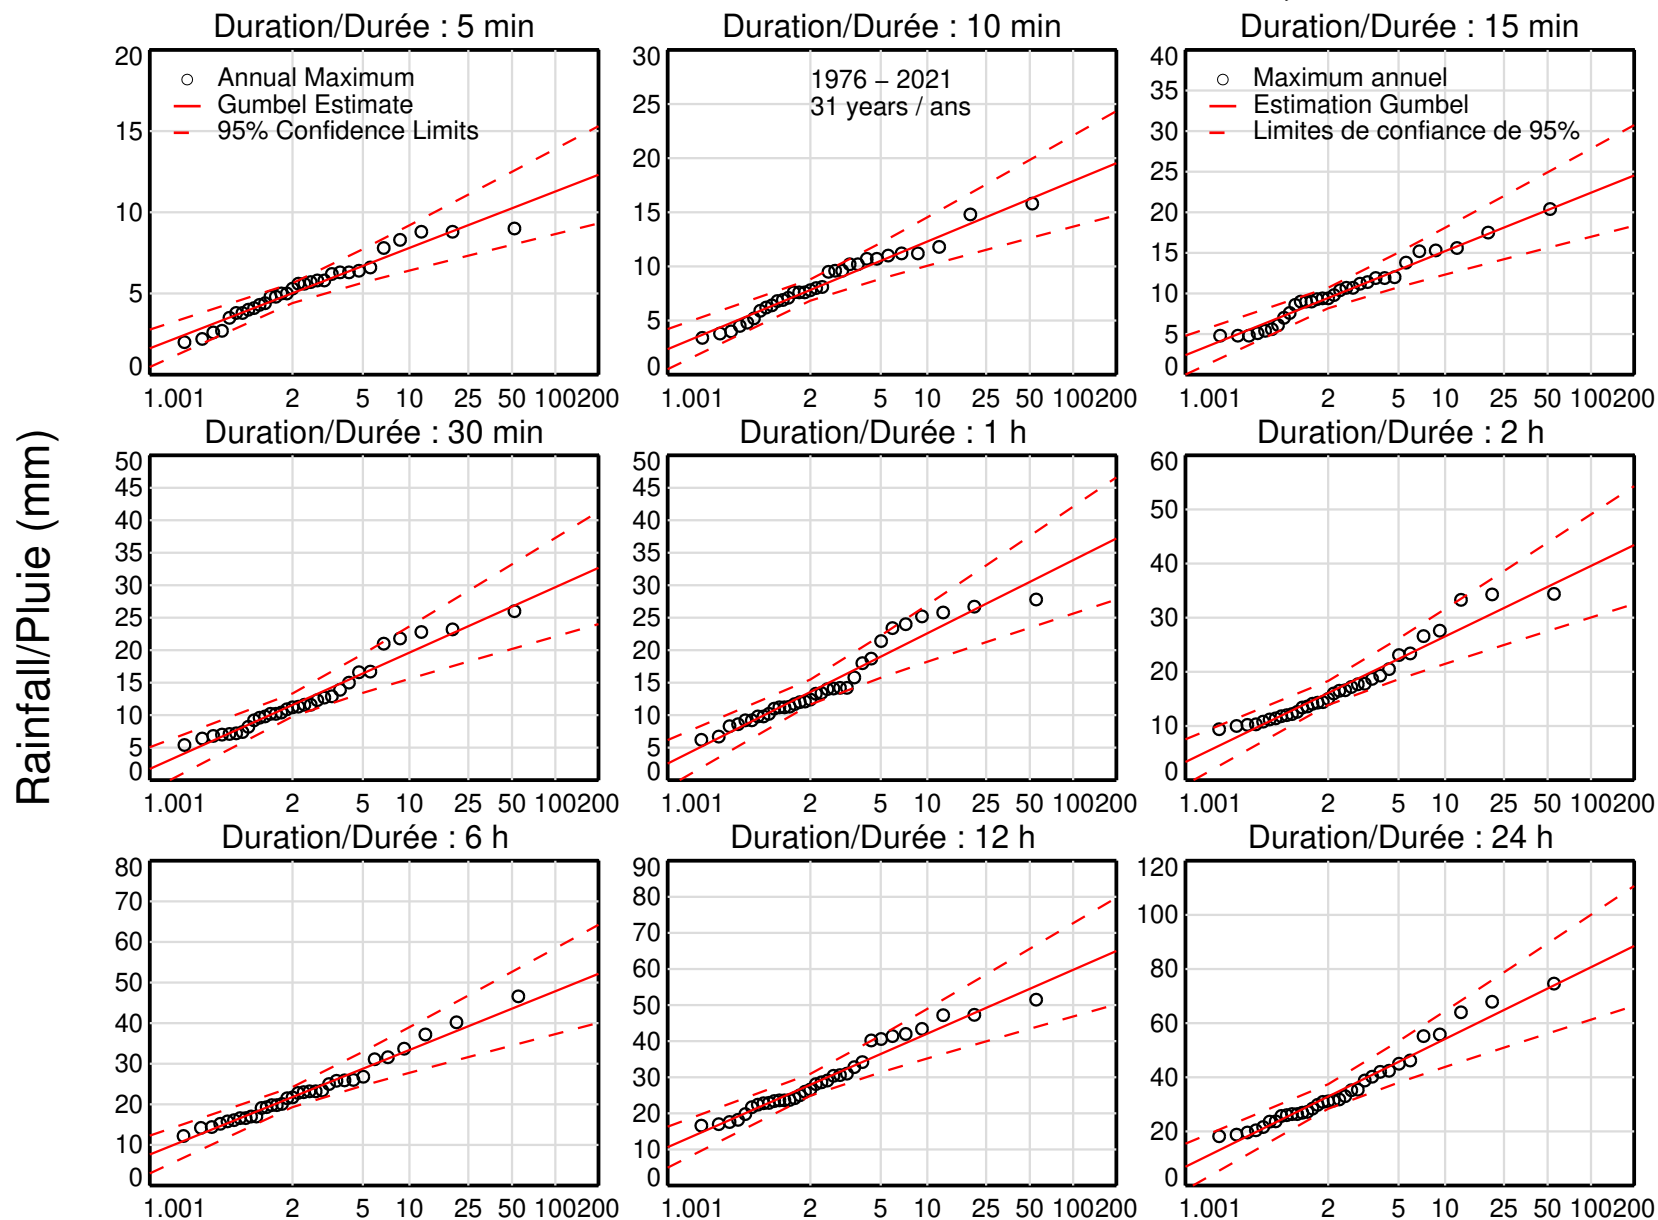 Duration/Durée : 5 min
Duration/Durée : 10 min
Duration/Durée : 15 min
20
15
10
5
0
Annual Maximum
Gumbel Estimate
95% Confidence Limits
1.001 2 5 10 25 50 100200
30
25
20
15
10
5
0
1976 – 2021
31 years / ans
1.001 2 5 10 25 50 100200
40
35
30
25
20
15
10
5
0
Maximum annuel
Estimation Gumbel
Limites de confiance de 95%
1.001 2 5 10 25 50 100200
Rainfall/Pluie (mm)
Duration/Durée : 30 min
Duration/Durée : 1 h
Duration/Durée : 2 h
50
45
40
35
30
25
20
15
10
5
0
1.001 2 5 10 25 50 100200
50
45
40
35
30
25
20
15
10
5
0
1.001 2 5 10 25 50 100200
60
50
40
30
20
10
0
1.001 2 5 10 25 50 100200
Duration/Durée : 6 h
Duration/Durée : 12 h
Duration/Durée : 24 h
80
70
60
50
40
30
20
10
0
1.001 2 5 10 25 50 100200
90
80
70
60
50
40
30
20
10
0
1.001 2 5 10 25 50 100200
120
100
80
60
40
20
0
1.001 2 5 10 25 50 100200